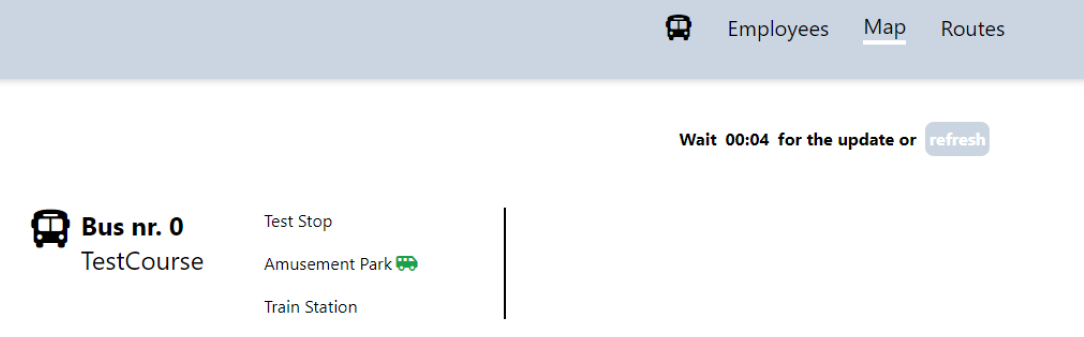 Employees Map Routes
Wait 00:04 for the update or refresh
Bus nr. 0
TestCourse
Test Stop
Amusement Park
Train Station